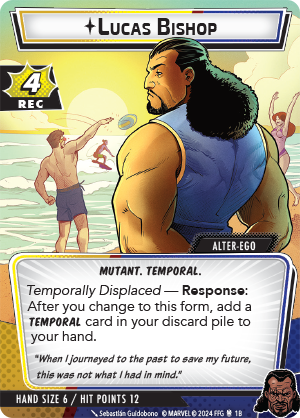 Lucas Bishop
4
REC
ALTER-EGO
MUTANT. TEMPORAL.
Temporally Displaced — Response:
After you change to this form, add a
TEMPORAL card in your discard pile to
your hand.
"When I journeyed to the past to save my future,
this was not what I had in mind."
HAND SIZE 6 / HIT POINTS 12
Sebastián Guidobono © MARVEL © 2024 FFG 1B